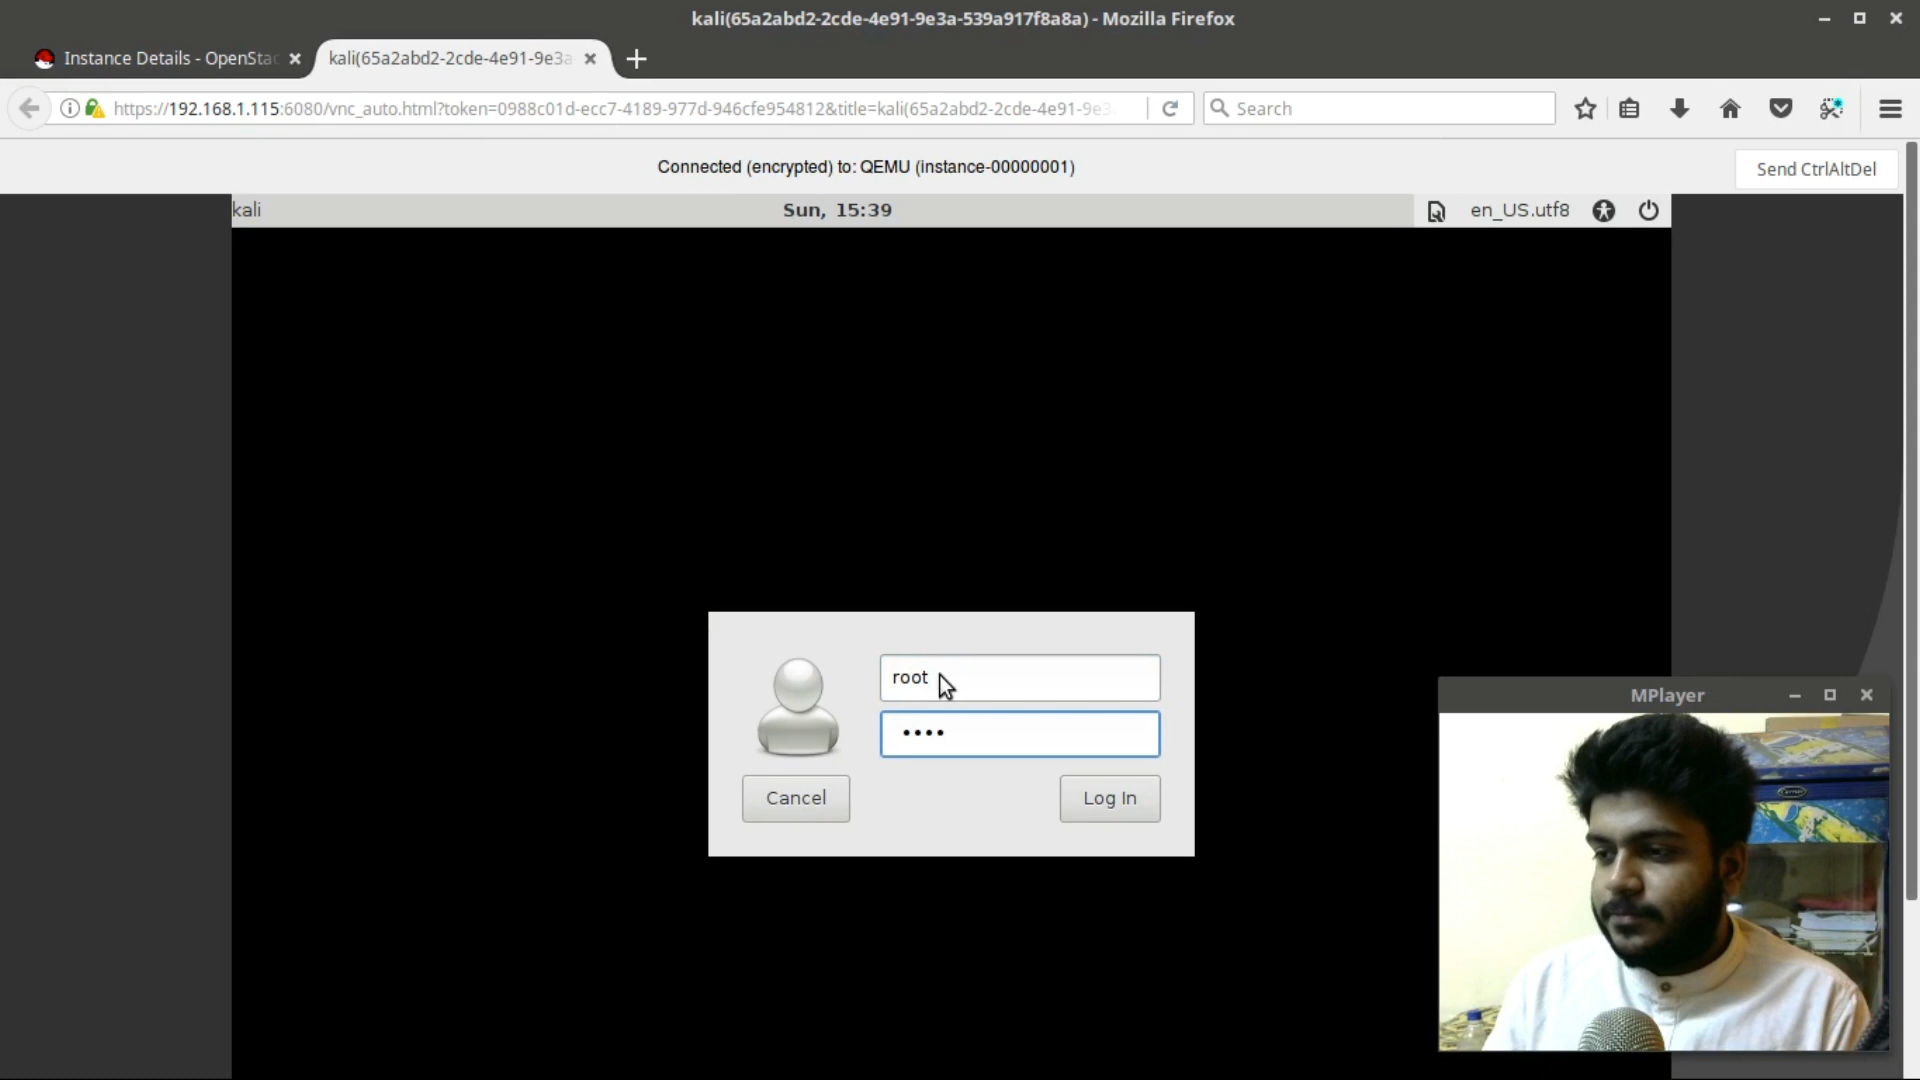 kali(65a2abd2-2cde-4e91-9e3a-539a917f8a8a) - Mozilla Firefox
Instance Details - OpenStac
kali(65a2abd2-2cde-4e91-9e3a
https://192.168.1.115:6080/vnc_auto.html?token=0988c01d-ecc7-4189-977d-946cfe954812&title=kali(65a2abd2-2cde-4e91-9e3
Search
Connected (encrypted) to: QEMU (instance-00000001)
Send CtrlAltDel
kali
Sun, 15:39
en_US.utf8
root
••••
Cancel
Log In
MPlayer